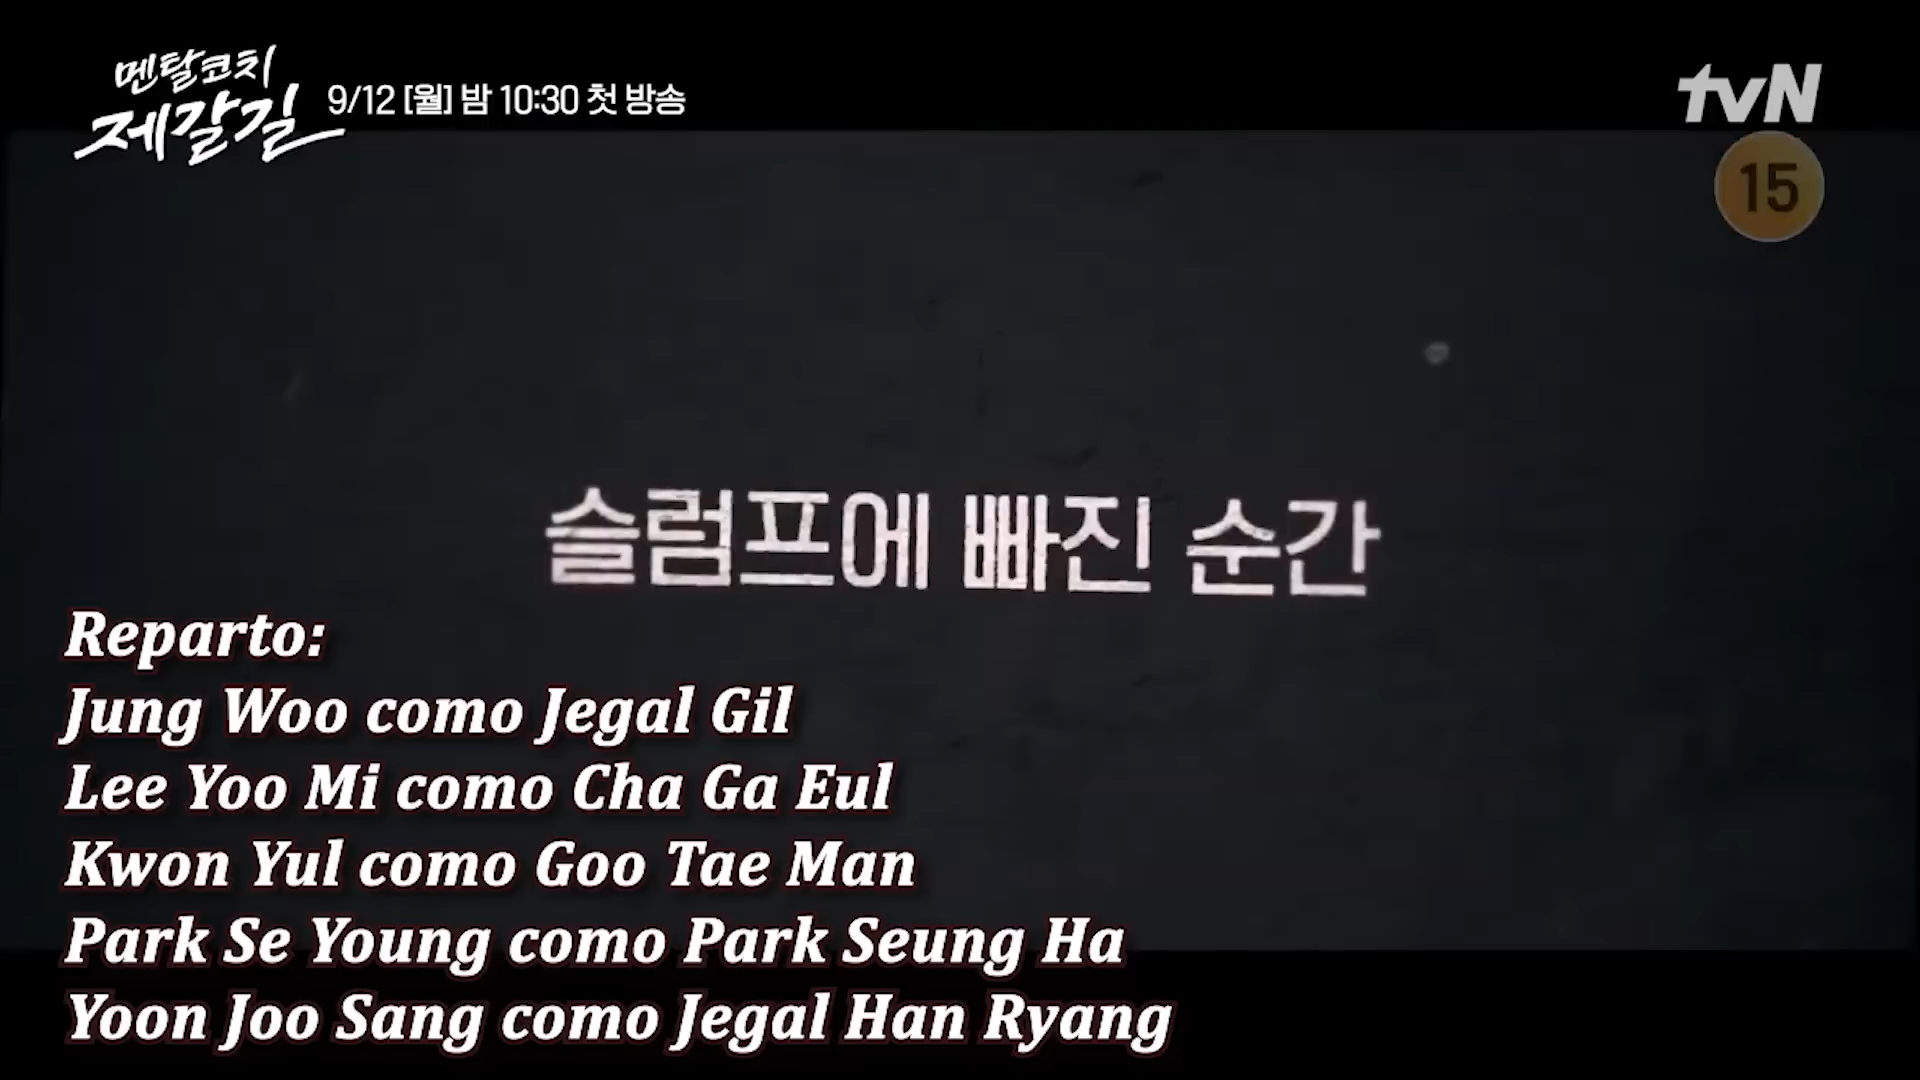 멘탈코치
제갈길
9/12 [월] 밤 10:30 첫 방송
tvN
15
슬럼프에 빠진 순간
Reparto:
Jung Woo como Jegal Gil
Lee Yoo Mi como Cha Ga Eul
Kwon Yul como Goo Tae Man
Park Se Young como Park Seung Ha
Yoon Joo Sang como Jegal Han Ryang